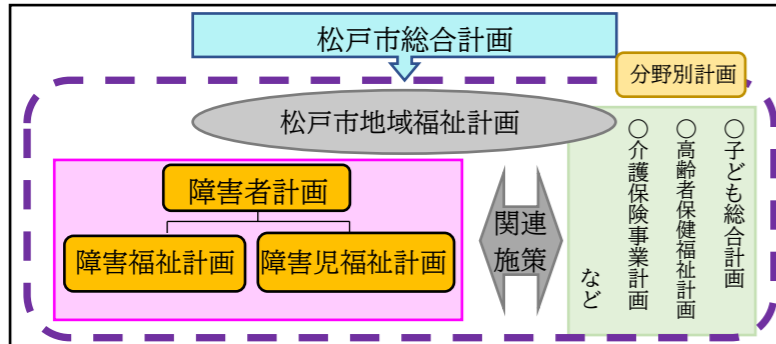 松戸市総合計画
分野別計画
松戸市地域福祉計画
障害者計画
障害福祉計画
障害児福祉計画
関連
施策
〇子ども総合計画
〇高齢者保健福祉計画
〇介護保険事業計画
など